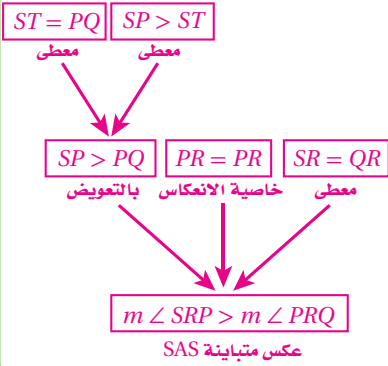 ST = PQ SP > ST
معطى معطى
SP > PQ PR = PR SR = QR
بالتعويض خاصية الانعكاس معطى
m ∠ SRP > m ∠ PRQ
عكس متباينة SAS